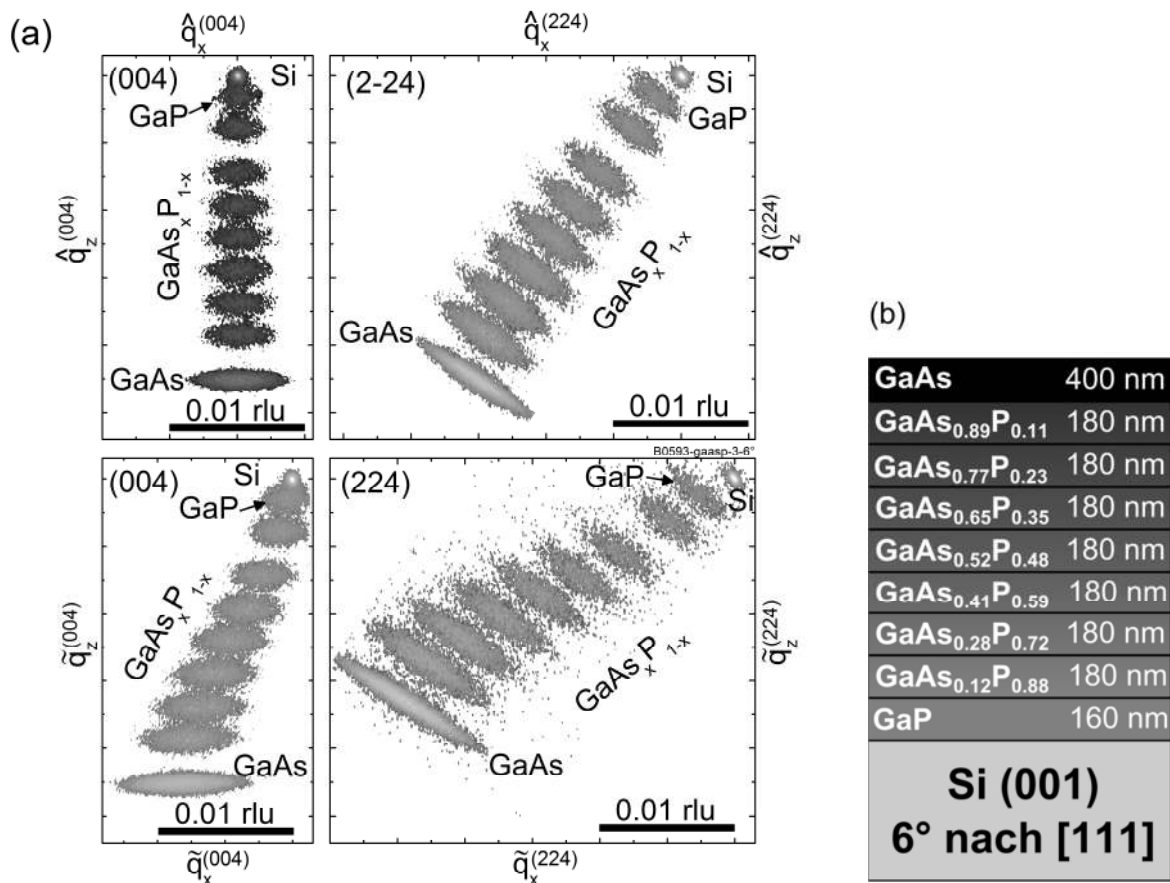 (a)
q̂ₓ⁽⁰⁰⁴⁾
q̂ₓ⁽²²⁴⁾
(004)
Si
GaP
GaAsₓP₁₋ₓ
GaAs
0.01 rlu
q̂_z⁽⁰⁰⁴⁾
(2-24)
Si
GaP
GaAsₓP₁₋ₓ
GaAs
0.01 rlu
q̂_z⁽²²⁴⁾
B0593-gaasp-3-6°
(004)
Si
GaP
GaAsₓP₁₋ₓ
GaAs
0.01 rlu
q̃_z⁽⁰⁰⁴⁾
q̃ₓ⁽⁰⁰⁴⁾
(224)
GaP
Si
GaAsₓP₁₋ₓ
GaAs
0.01 rlu
q̃_z⁽²²⁴⁾
q̃ₓ⁽²²⁴⁾
(b)
GaAs 400 nm
GaAs₀.₈₉P₀.₁₁ 180 nm
GaAs₀.₇₇P₀.₂₃ 180 nm
GaAs₀.₆₅P₀.₃₅ 180 nm
GaAs₀.₅₂P₀.₄₈ 180 nm
GaAs₀.₄₁P₀.₅₉ 180 nm
GaAs₀.₂₈P₀.₇₂ 180 nm
GaAs₀.₁₂P₀.₈₈ 180 nm
GaP 160 nm
Si (001)
6° nach [111]